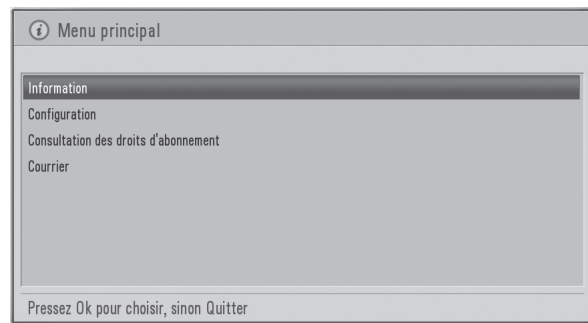 Menu principal
Information
Configuration
Consultation des droits d'abonnement
Courrier
Pressez Ok pour choisir, sinon Quitter